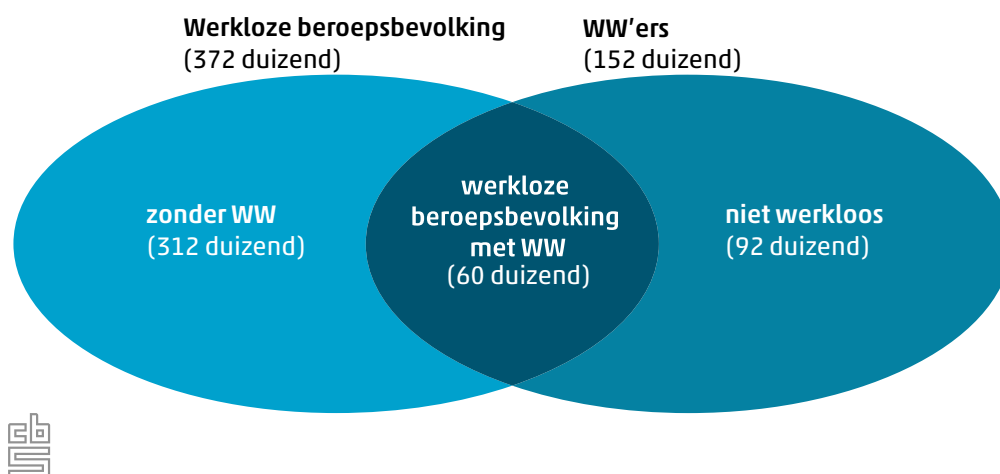 Werkloze beroepsbevolking
(372 duizend)
WW'ers
(152 duizend)
zonder WW
(312 duizend)
werkloze
beroepsbevolking
met WW
(60 duizend)
niet werkloos
(92 duizend)
cbs